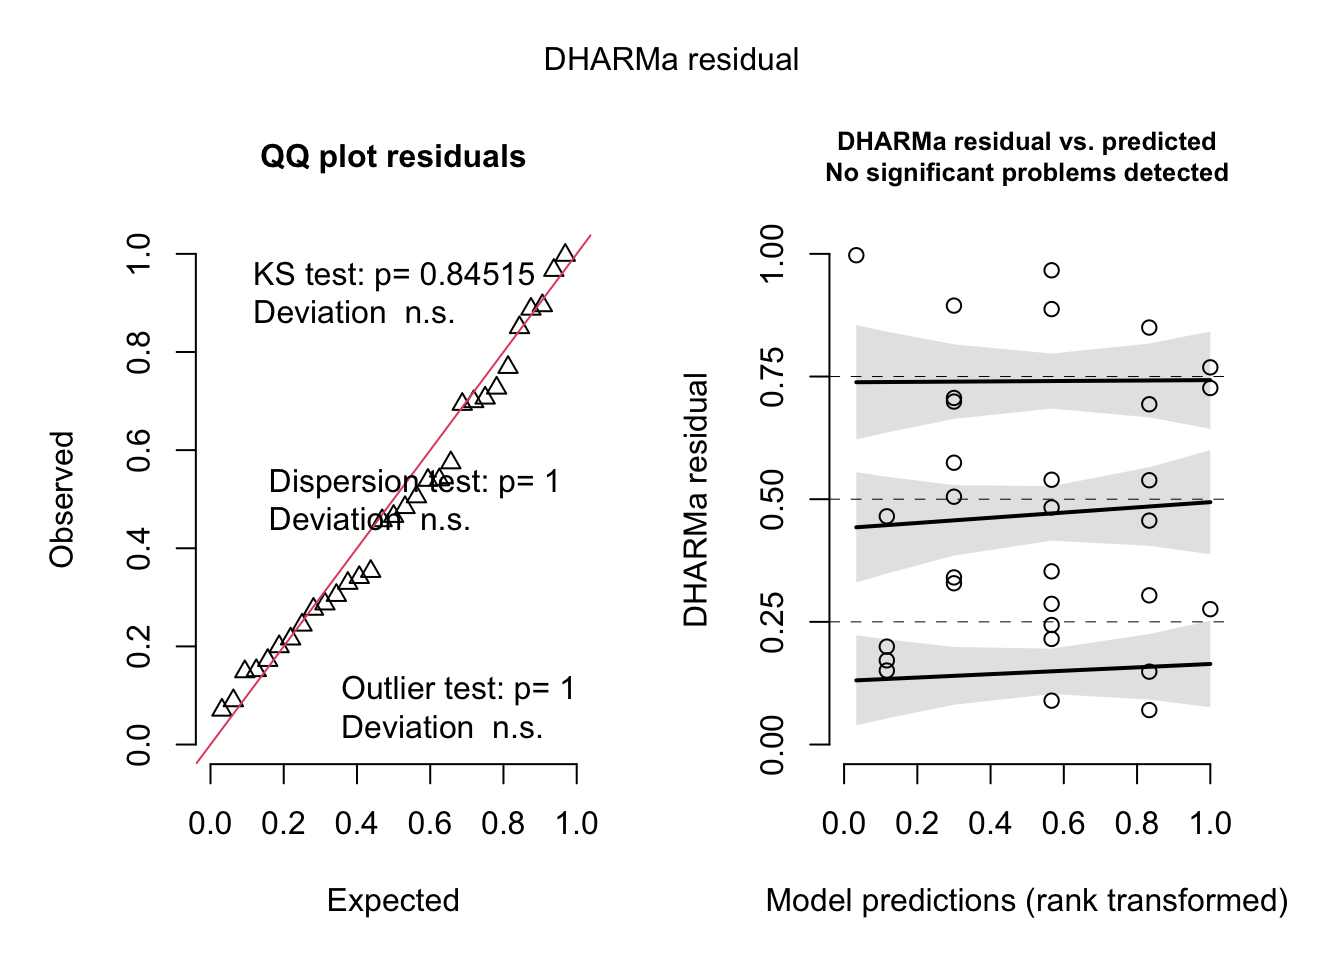 DHARMa residual
QQ plot residuals
KS test: p= 0.84515
Deviation  n.s.
Dispersion test: p= 1
Deviation  n.s.
Outlier test: p= 1
Deviation  n.s.
Observed
0.0
0.2
0.4
0.6
0.8
1.0
0.0 0.2 0.4 0.6 0.8 1.0
Expected
DHARMa residual vs. predicted
No significant problems detected
DHARMa residual
0.00
0.25
0.50
0.75
1.00
0.0 0.2 0.4 0.6 0.8 1.0
Model predictions (rank transformed)